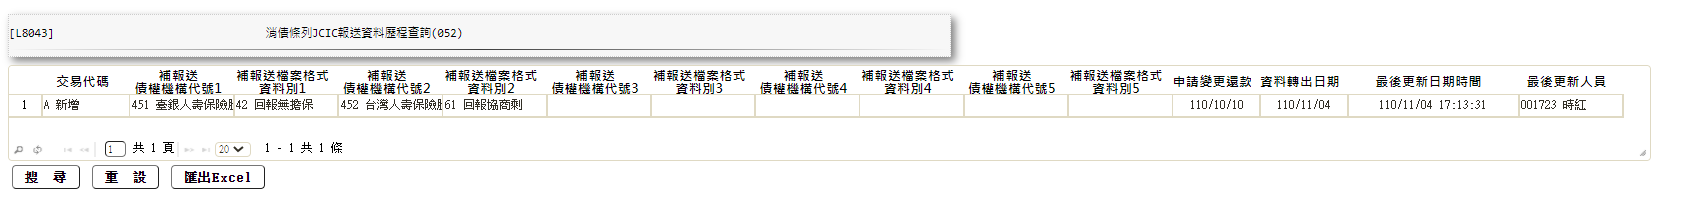 [L8043] 消債條列JCIC報送資料歷程查詢(052)
交易代碼 補報送債權機構代號1 補報送檔案格式資料別1 補報送債權機構代號2 補報送檔案格式資料別2 補報送債權機構代號3 補報送檔案格式資料別3 補報送債權機構代號4 補報送檔案格式資料別4 補報送債權機構代號5 補報送檔案格式資料別5 申請變更還款 資料轉出日期 最後更新日期時間 最後更新人員
1 A 新增 451 臺銀人壽保險 42 回報無擔保 452 台灣人壽保險 61 回報協商剩 110/10/10 110/11/04 110/11/04 17:13:31 001723 時紅
1 共 1 頁 20 1 - 1 共 1 條
搜 尋 重 設 匯出Excel